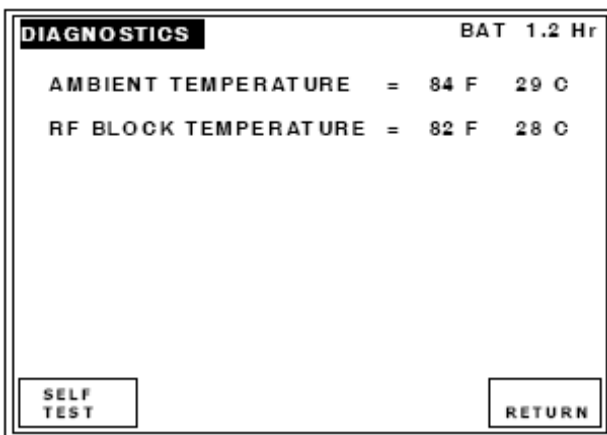 DIAGNOSTICS BAT 1.2 Hr
AMBIENT TEMPERATURE = 84 F 29 C
RF BLOCK TEMPERATURE = 82 F 28 C
SELF
TEST
RETURN